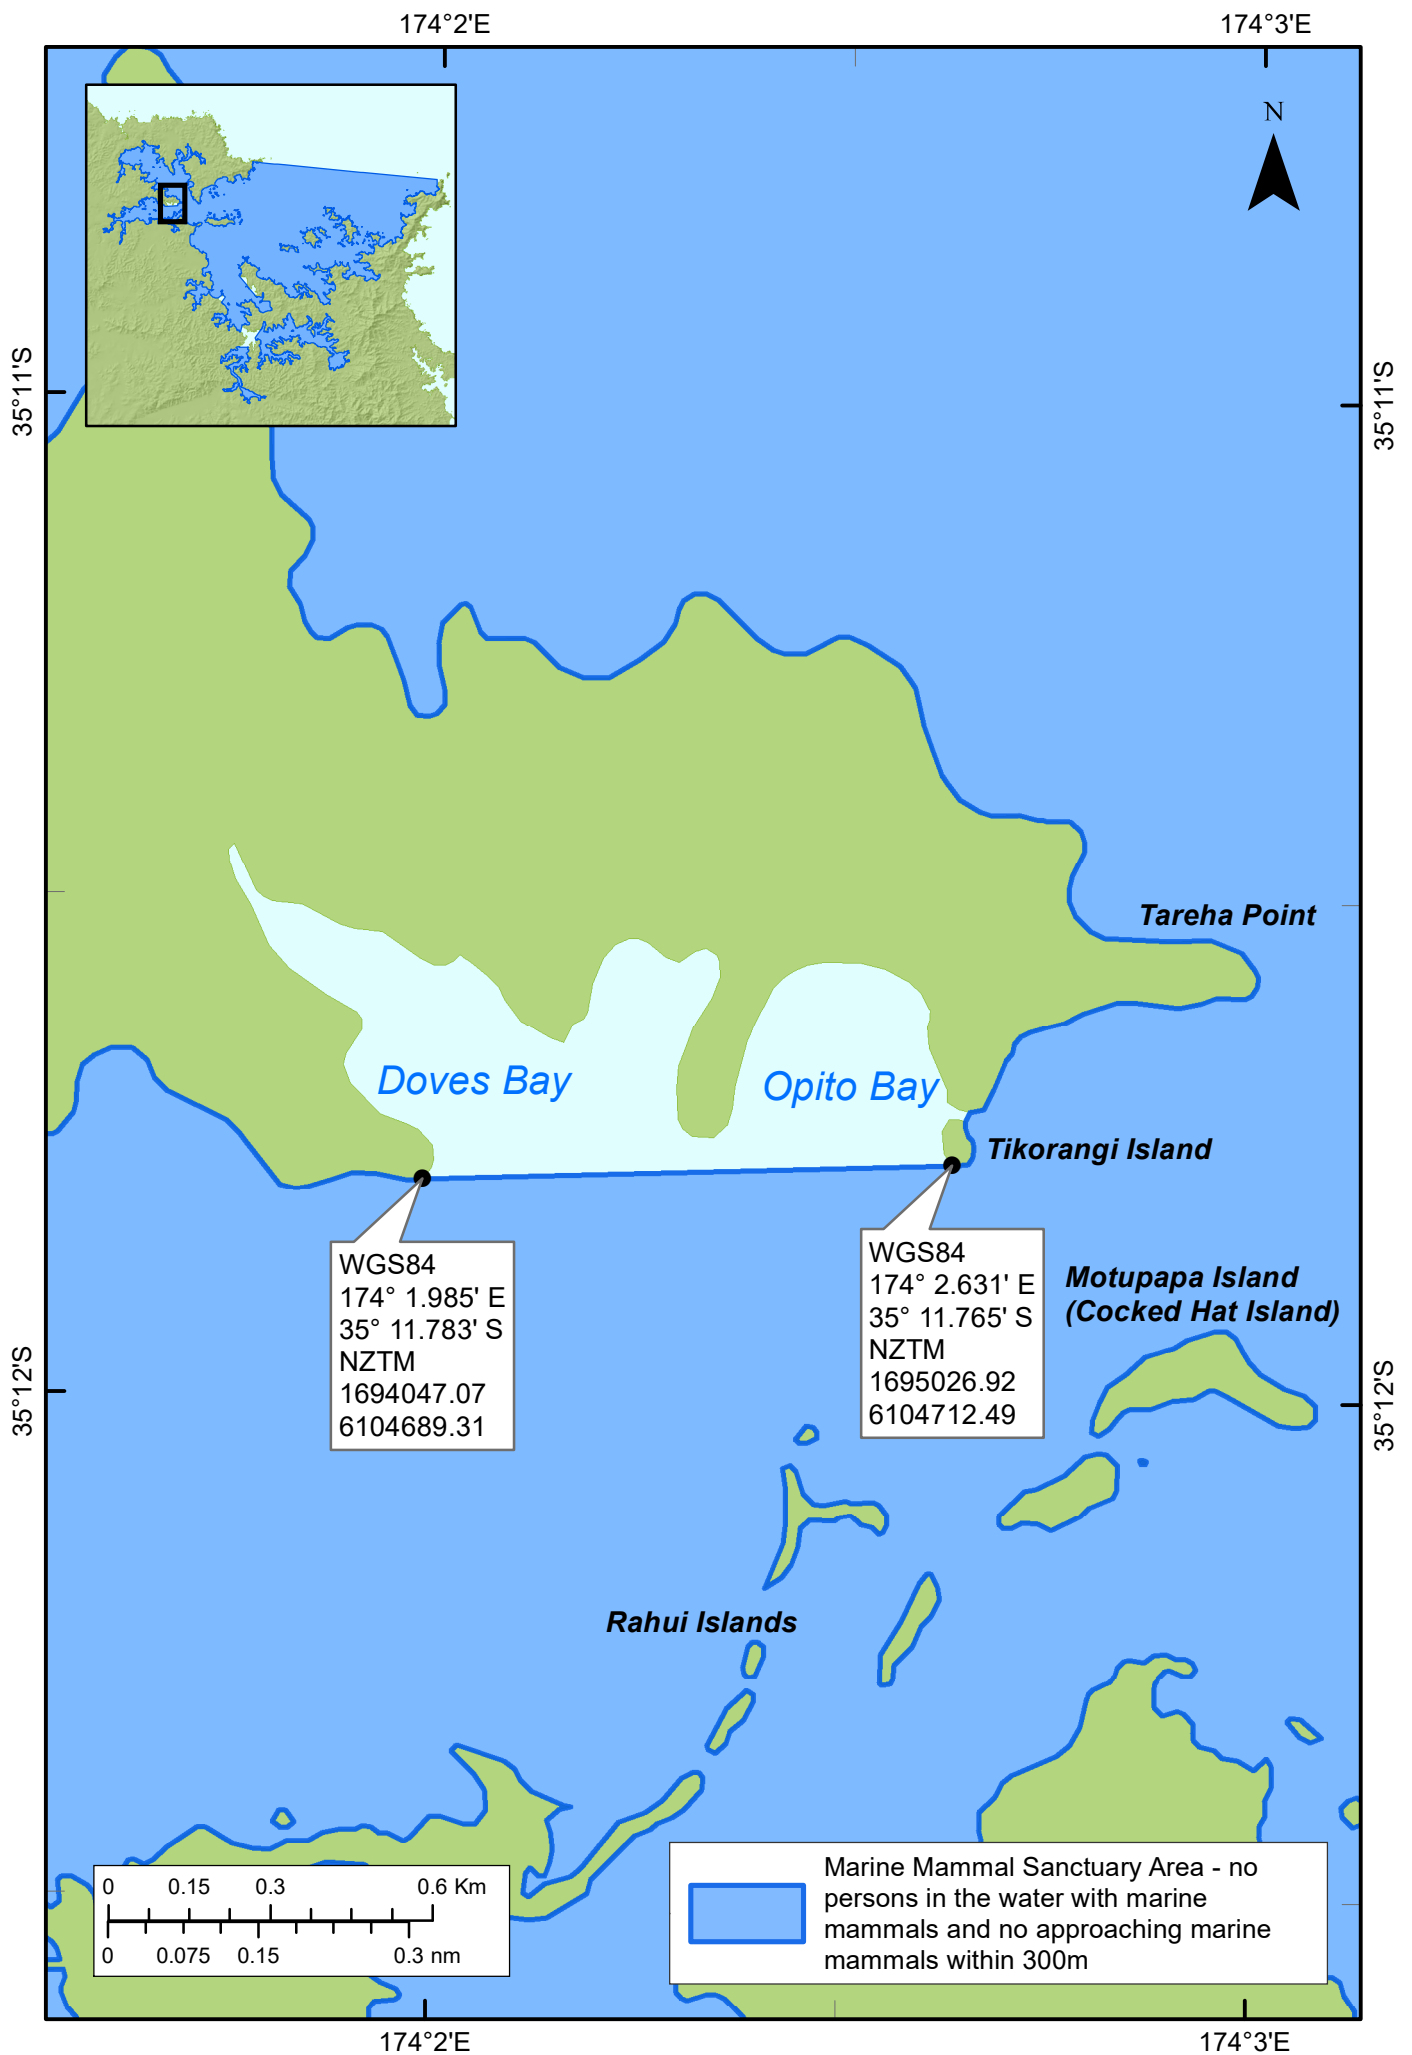 174°2'E
174°3'E
N
35°11'S
35°11'S
Tareha Point
Doves Bay
Opito Bay
Tikorangi Island
WGS84
174° 1.985' E
35° 11.783' S
NZTM
1694047.07
6104689.31
WGS84
174° 2.631' E
35° 11.765' S
NZTM
1695026.92
6104712.49
Motupapa Island
(Cocked Hat Island)
35°12'S
35°12'S
Rahui Islands
0 0.15 0.3 0.6 Km
0 0.075 0.15 0.3 nm
Marine Mammal Sanctuary Area - no
persons in the water with marine
mammals and no approaching marine
mammals within 300m
174°2'E
174°3'E